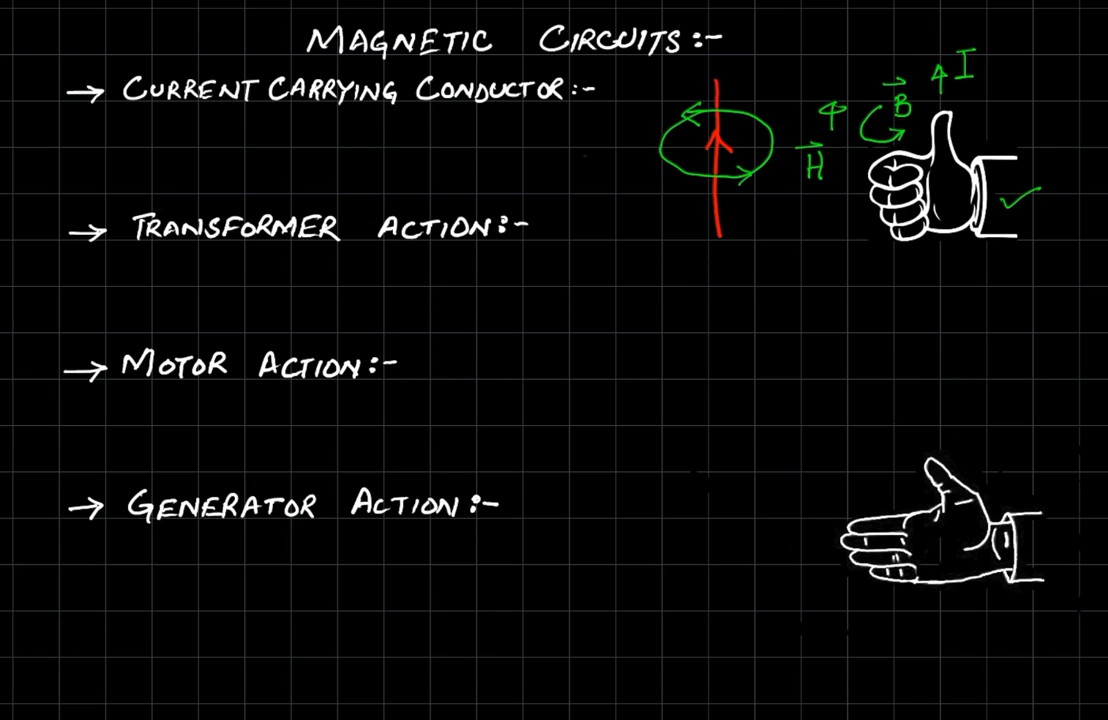 MAGNETIC CIRCUITS:-
→ CURRENT CARRYING CONDUCTOR:-
I
B
φ
H
→ TRANSFORMER ACTION:-
→ MOTOR ACTION:-
→ GENERATOR ACTION:-